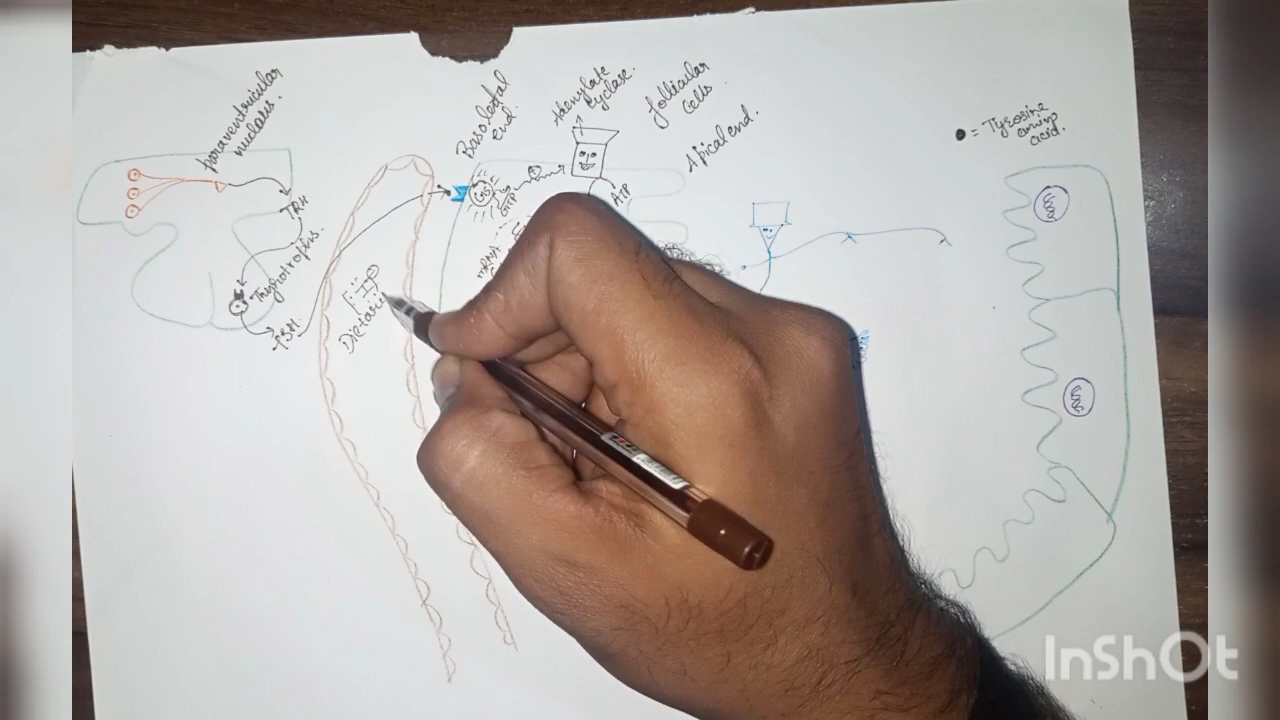 paraventricular
nucleus.
TRH
Thyrotrophs.
TSH.
Basolateral
end.
Adenylate
cyclase.
follicular
cells.
Apical end.
GTP
ATP
mRNA
I
Dietary
= Tyrosine
amino
acid.
InShOt